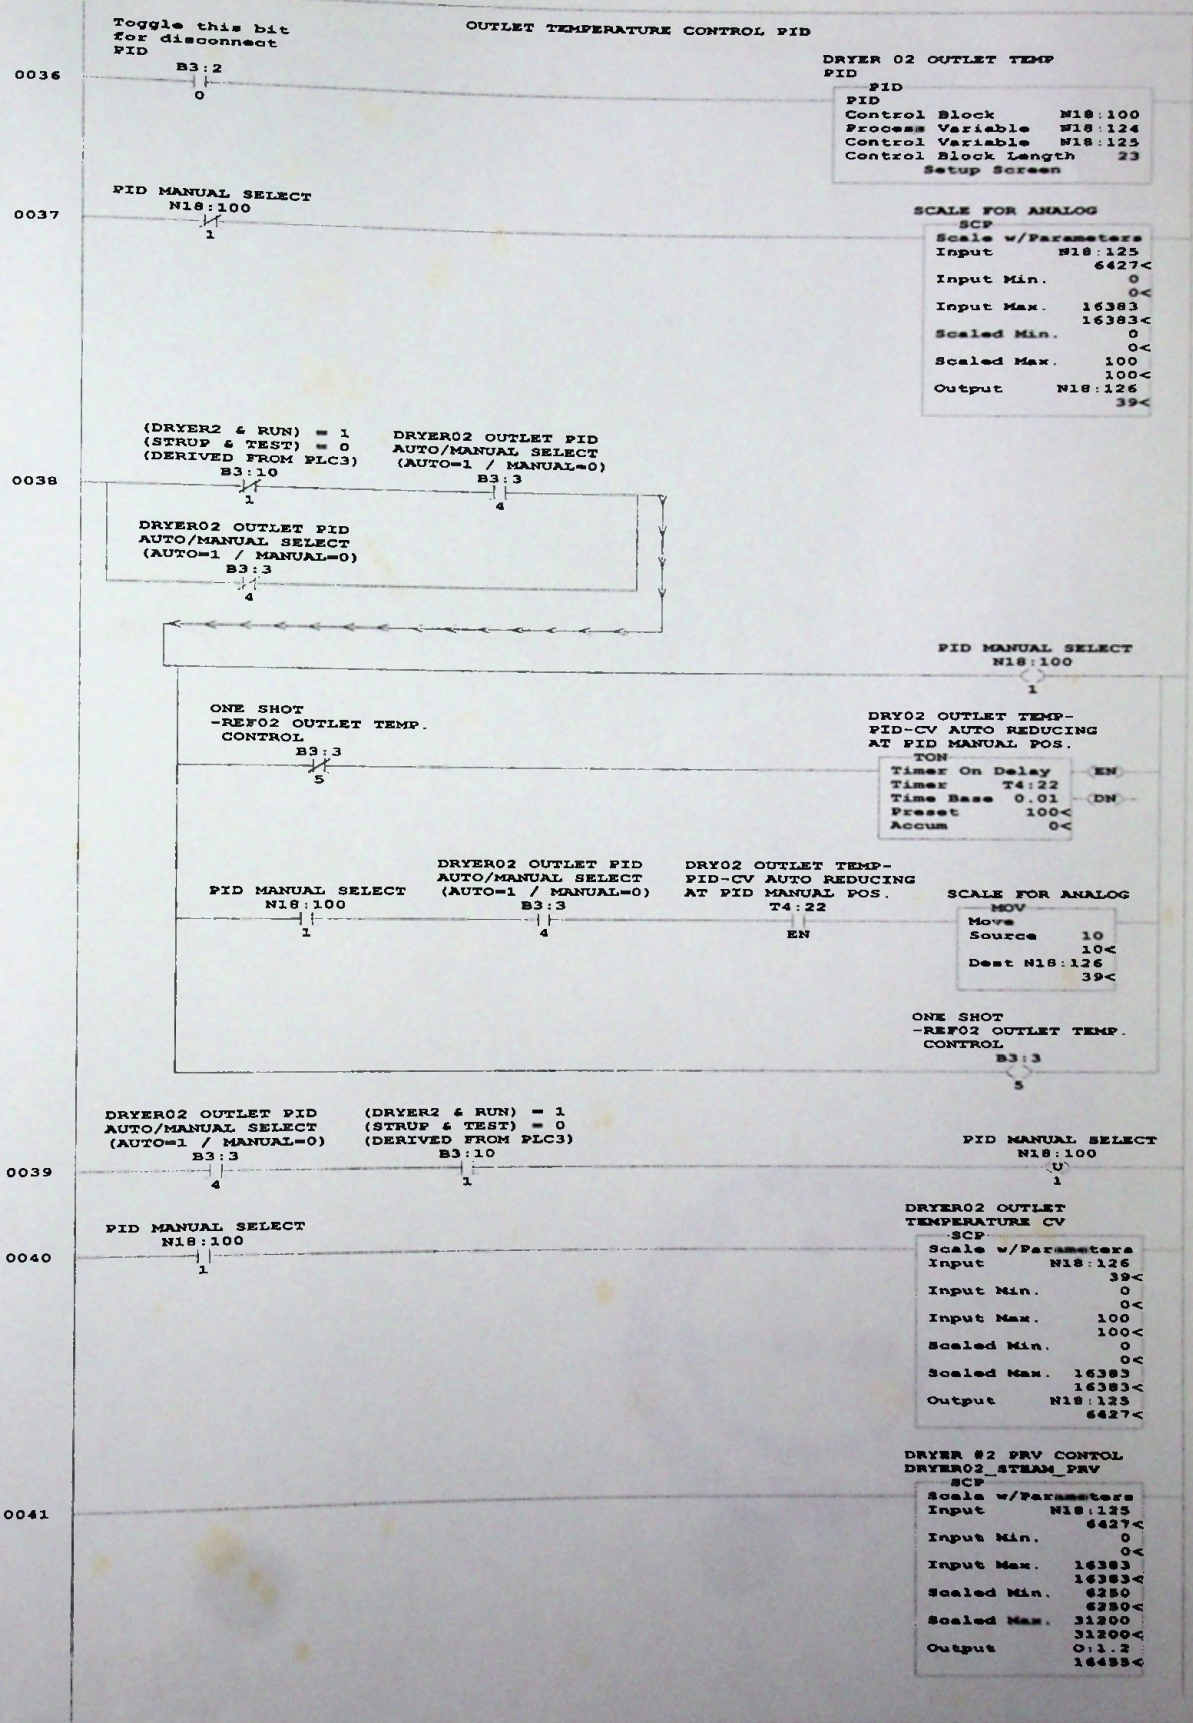 Toggle this bit
for disconnect
PID
OUTLET TEMPERATURE CONTROL PID
0036
B3:2
0
DRYER 02 OUTLET TEMP
PID
PID
PID
Control Block N18:100
Process Variable N18:124
Control Variable N18:125
Control Block Length 23
Setup Screen
0037
PID MANUAL SELECT
N18:100
1
SCALE FOR ANALOG
SCP
Scale w/Parameters
Input N18:125
6427<
Input Min. 0
0<
Input Max. 16383
16383<
Scaled Min. 0
0<
Scaled Max. 100
100<
Output N18:126
39<
0038
(DRYER2 & RUN) = 1
(STRUP & TEST) = 0
(DERIVED FROM PLC3)
B3:10
1
DRYER02 OUTLET PID
AUTO/MANUAL SELECT
(AUTO=1 / MANUAL=0)
B3:3
4
DRYER02 OUTLET PID
AUTO/MANUAL SELECT
(AUTO=1 / MANUAL=0)
B3:3
4
PID MANUAL SELECT
N18:100
1
ONE SHOT
-REF02 OUTLET TEMP.
CONTROL
B3:3
5
DRY02 OUTLET TEMP-
PID-CV AUTO REDUCING
AT PID MANUAL POS.
TON
Timer On Delay EN
Timer T4:22
Time Base 0.01 DN
Preset 100<
Accum 0<
PID MANUAL SELECT
N18:100
1
DRYER02 OUTLET PID
AUTO/MANUAL SELECT
(AUTO=1 / MANUAL=0)
B3:3
4
DRY02 OUTLET TEMP-
PID-CV AUTO REDUCING
AT PID MANUAL POS.
T4:22
EN
SCALE FOR ANALOG
MOV
Move
Source 10
10<
Dest N18:126
39<
ONE SHOT
-REF02 OUTLET TEMP.
CONTROL
B3:3
5
0039
DRYER02 OUTLET PID
AUTO/MANUAL SELECT
(AUTO=1 / MANUAL=0)
B3:3
4
(DRYER2 & RUN) = 1
(STRUP & TEST) = 0
(DERIVED FROM PLC3)
B3:10
1
PID MANUAL SELECT
N18:100
U
1
0040
PID MANUAL SELECT
N18:100
1
DRYER02 OUTLET
TEMPERATURE CV
SCP
Scale w/Parameters
Input N18:126
39<
Input Min. 0
0<
Input Max. 100
100<
Scaled Min. 0
0<
Scaled Max. 16383
16383<
Output N18:125
6427<
0041
DRYER #2 PRV CONTOL
DRYER02_STEAM_PRV
SCP
Scale w/Parameters
Input N18:125
6427<
Input Min. 0
0<
Input Max. 16383
16383<
Scaled Min. 6250
6250<
Scaled Max. 31200
31200<
Output O:1.2